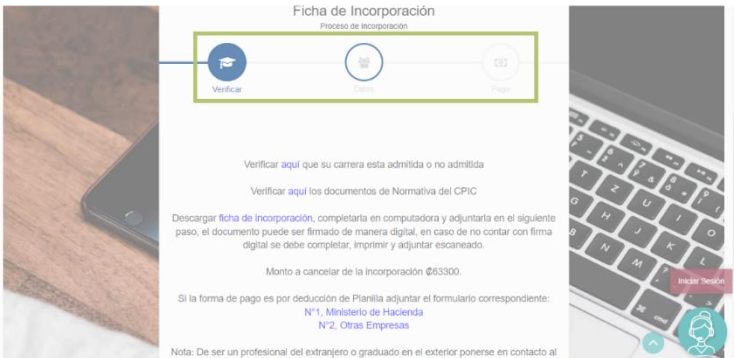 Ficha de Incorporación
Proceso de Incorporación
Verificar
Datos
Pago
Verificar aquí que su carrera esta admitida o no admitida
Verificar aquí los documentos de Normativa del CPIC
Descargar ficha de incorporación, completarla en computadora y adjuntarla en el siguiente
paso, el documento puede ser firmado de manera digital, en caso de no contar con firma
digital se debe completar, imprimir y adjuntar escaneado.
Monto a cancelar de la incorporación ₡63300.
Si la forma de pago es por deducción de Planilla adjuntar el formulario correspondiente:
N°1, Ministerio de Hacienda
N°2, Otras Empresas
Iniciar Sesión
Nota: De ser un profesional del extranjero o graduado en el exterior ponerse en contacto al